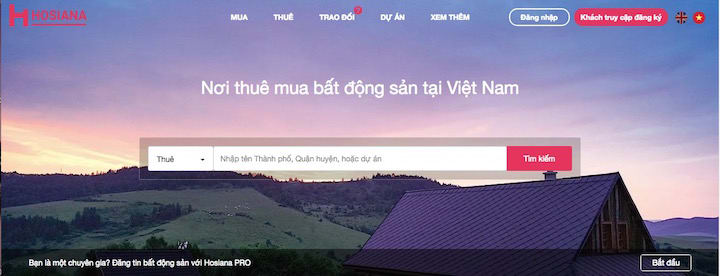 HOSIANA
MUA THUÊ TRAO ĐỔI ? DỰ ÁN XEM THÊM Đăng nhập Khách truy cập đăng ký
Nơi thuê mua bất động sản tại Việt Nam
Thuê Nhập tên Thành phố, Quận huyện, hoặc dự án Tìm kiếm
Bạn là một chuyên gia? Đăng tin bất động sản với Hosiana PRO Bắt đầu